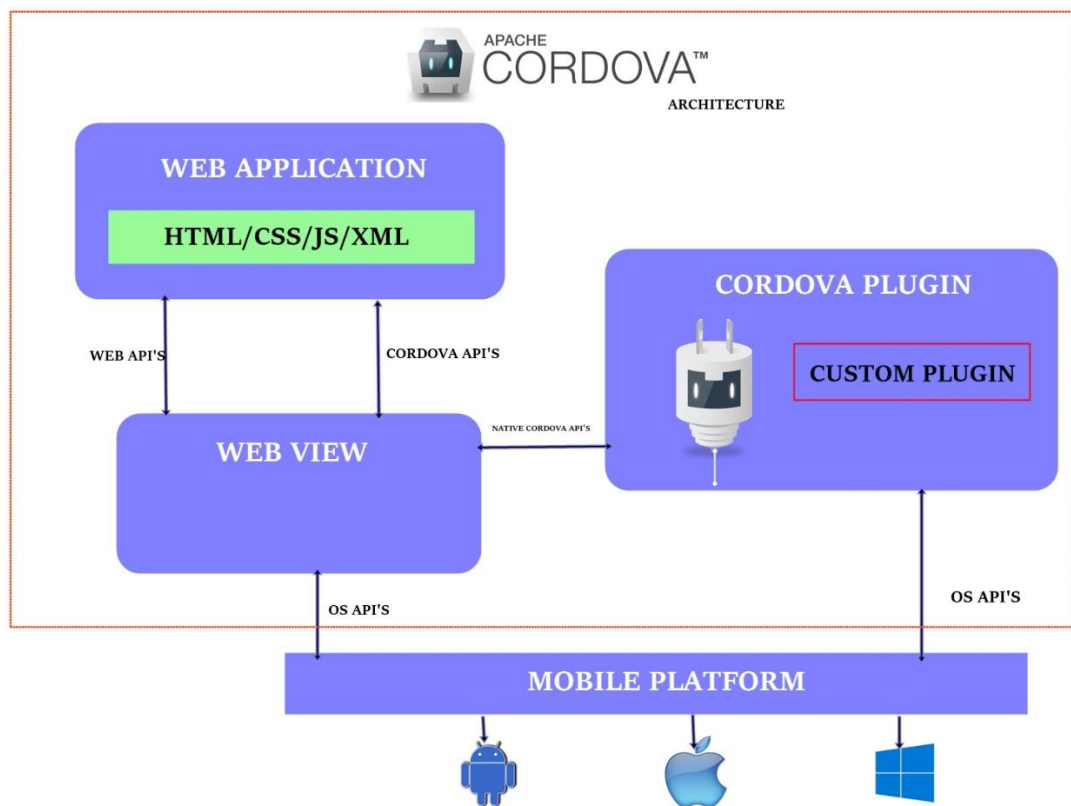 APACHE
CORDOVA™
ARCHITECTURE
WEB APPLICATION
HTML/CSS/JS/XML
CORDOVA PLUGIN
CUSTOM PLUGIN
WEB API'S
CORDOVA API'S
NATIVE CORDOVA API'S
WEB VIEW
OS API'S
OS API'S
MOBILE PLATFORM